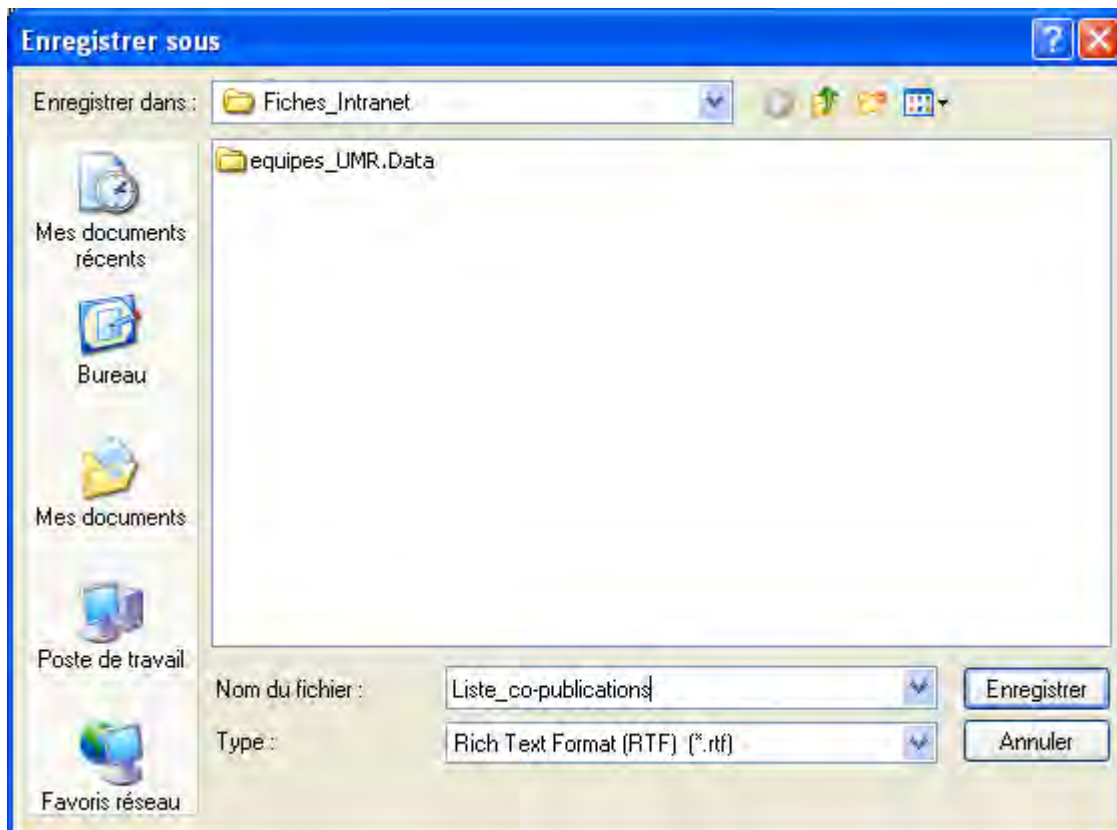 Enregistrer sous
Enregistrer dans :
Fiches_Intranet
equipes_UMR.Data
Mes documents
récents
Bureau
Mes documents
Poste de travail
Favoris réseau
Nom du fichier :
Liste_co-publications
Enregistrer
Type :
Rich Text Format (RTF) (*.rtf)
Annuler